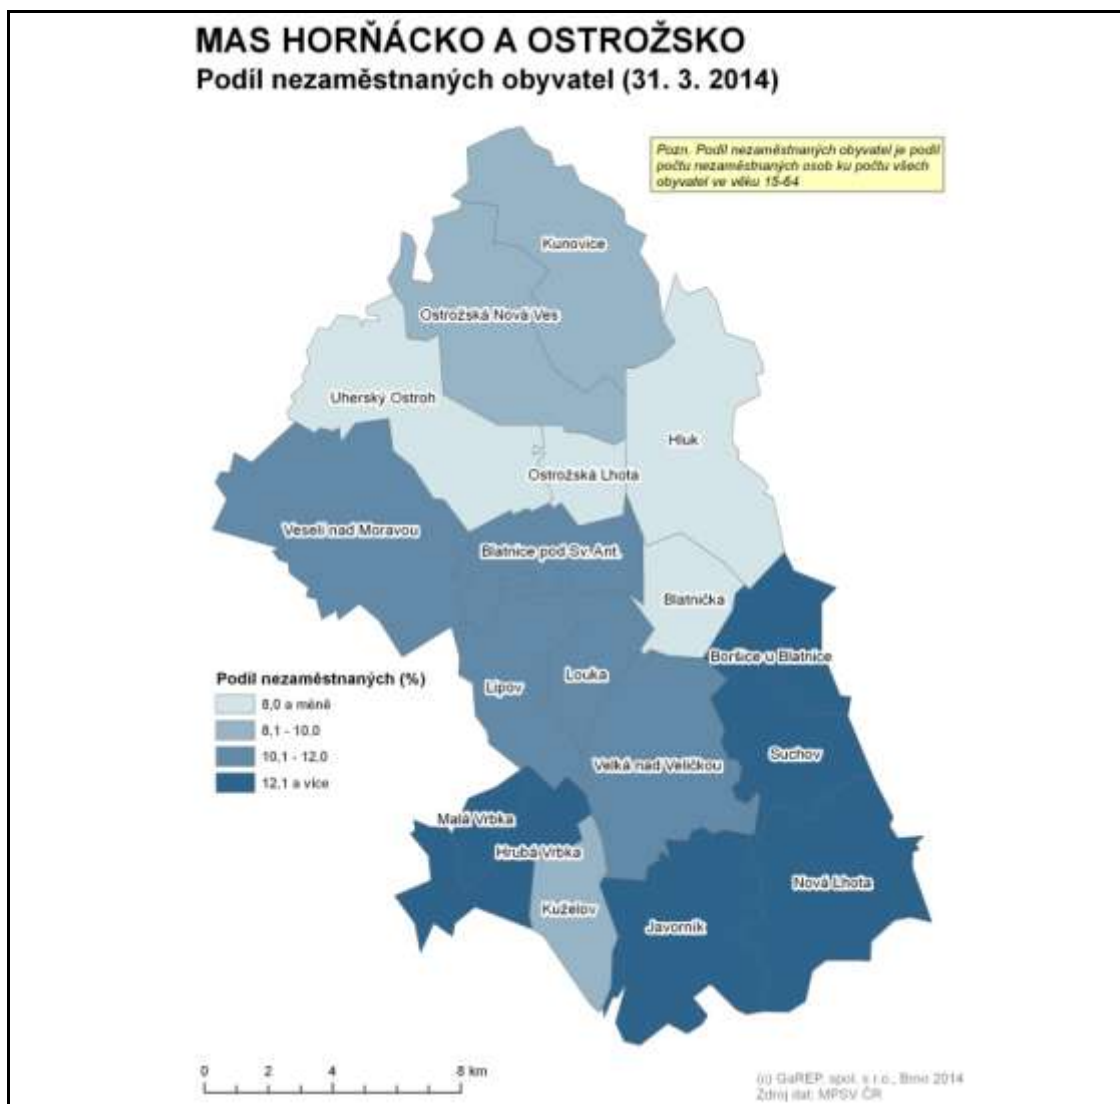 MAS HORŇÁCKO A OSTROŽSKO
Podíl nezaměstnaných obyvatel (31. 3. 2014)
Pozn. Podíl nezaměstnaných obyvatel je podíl
počtu nezaměstnaných osob ku počtu všech
obyvatel ve věku 15-64
Kunovice
Ostrožská Nová Ves
Uherský Ostroh
Hluk
Ostrožská Lhota
Veselí nad Moravou
Blatnice pod Sv. Ant.
Blatnička
Boršice u Blatnice
Louka
Lipov
Suchov
Velká nad Veličkou
Malá Vrbka
Hrubá Vrbka
Nová Lhota
Kuželov
Javorník
Podíl nezaměstnaných (%)
8,0 a méně
8,1 - 10,0
10,1 - 12,0
12,1 a více
0 2 4 8 km
(c) GaREP, spol. s r.o., Brno 2014
Zdroj dat: MPSV ČR